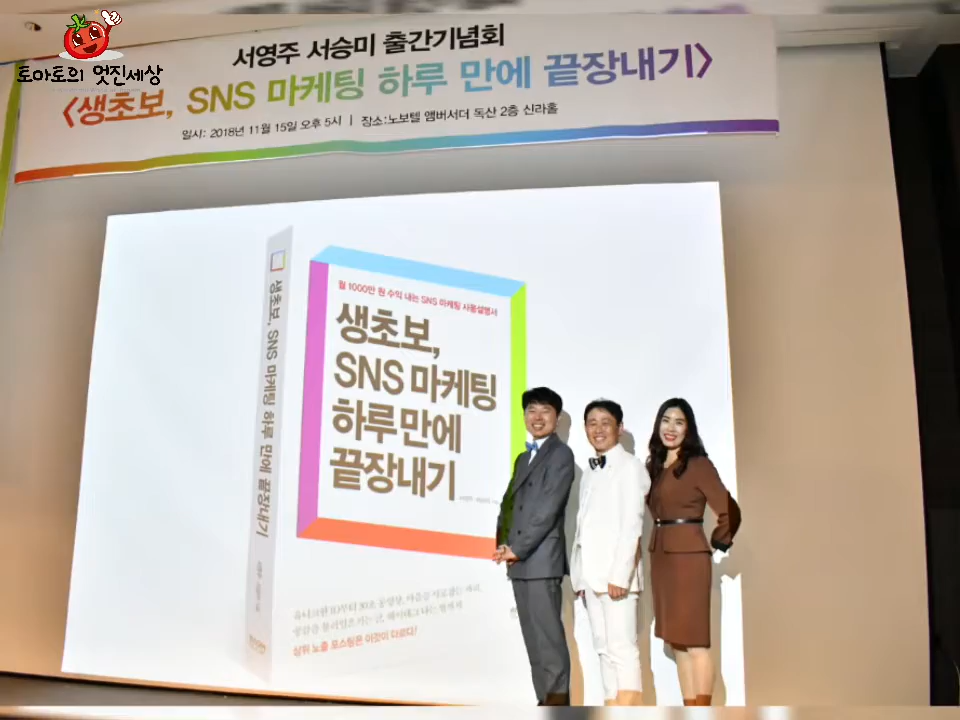 토마토의 멋진세상
서영주 서승미 출간기념회
<생초보, SNS 마케팅 하루 만에 끝장내기>
일시: 2018년 11월 15일 오후 5시 | 장소:노보텔 앰버서더 독산 2층 신라홀
월 1000만 원 수익 내는 SNS 마케팅 사용설명서
생초보,
SNS 마케팅
하루 만에
끝장내기
생초보, SNS 마케팅 하루 만에 끝장내기
상위 노출 포스팅은 이것이 다르다!